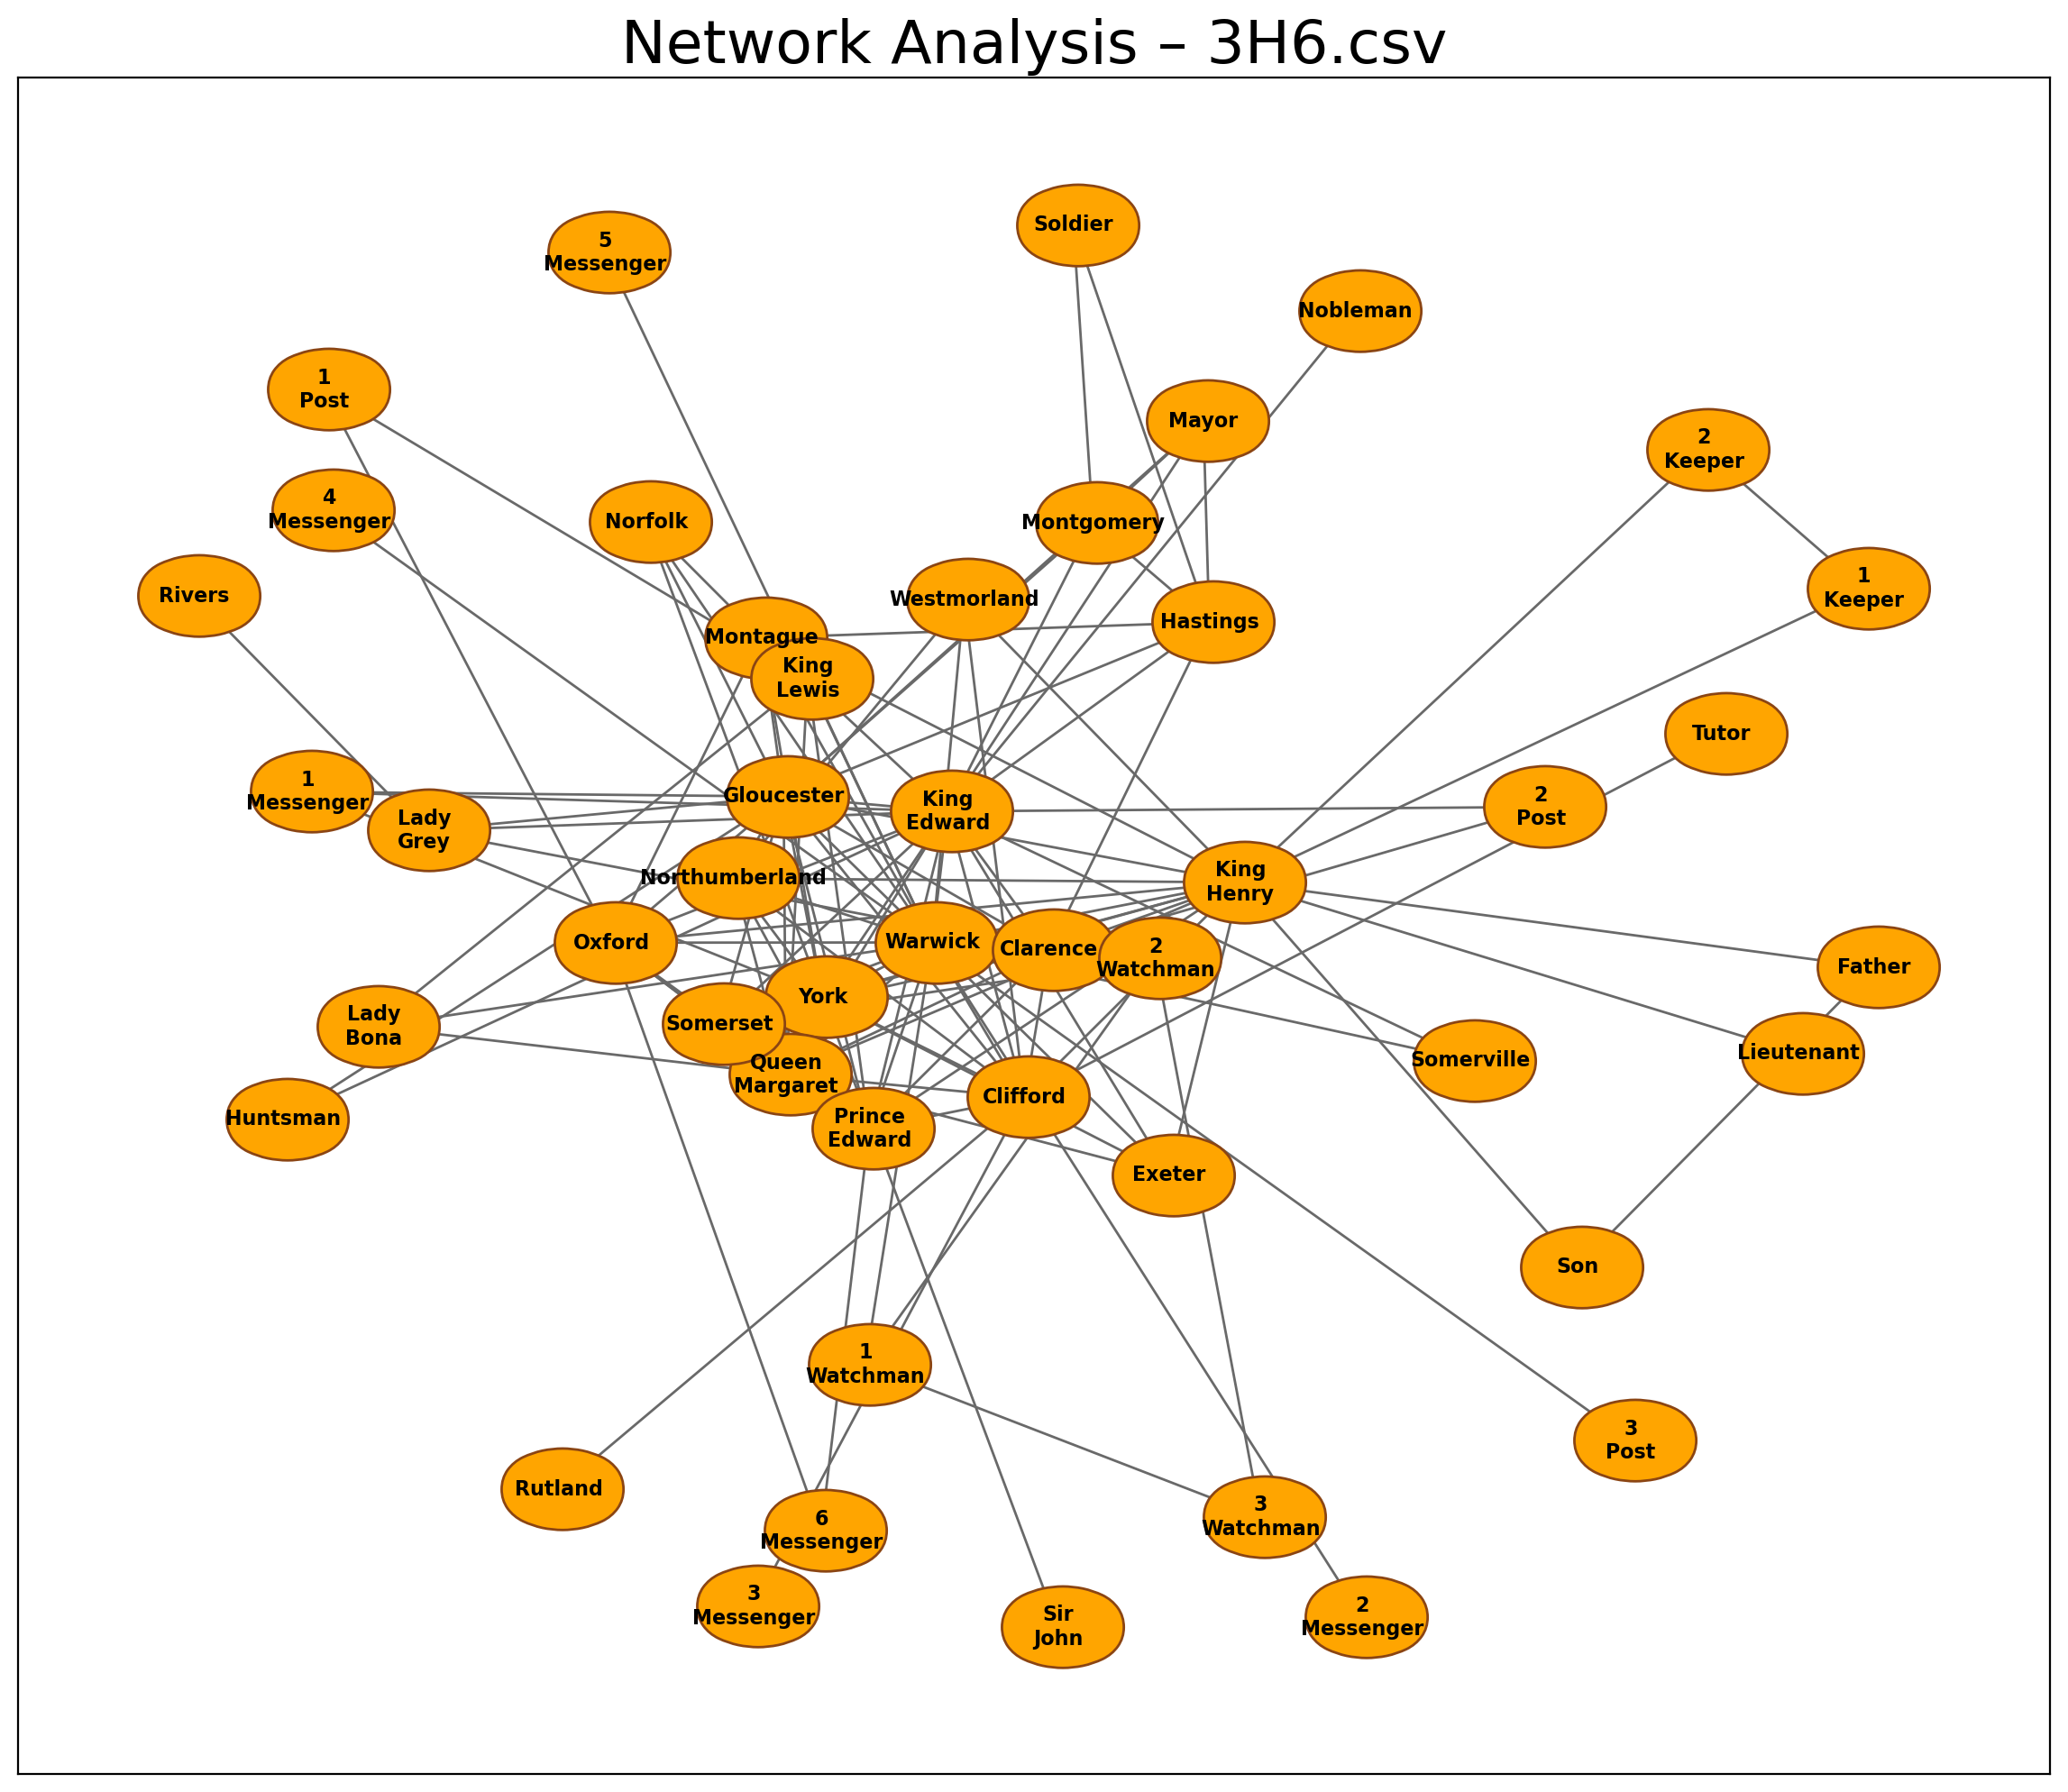 Network Analysis – 3H6.csv
Soldier
5
Messenger
Nobleman
1
Post
Mayor
2
Keeper
4
Messenger
Norfolk
Montgomery
1
Keeper
Rivers
Westmorland
Hastings
Montague
King
Lewis
Tutor
1
Messenger
Gloucester
King
Edward
2
Post
Lady
Grey
Northumberland
King
Henry
Oxford
Warwick
Clarence
2
Watchman
Father
York
Somerset
Lady
Bona
Queen
Margaret
Somerville
Lieutenant
Clifford
Huntsman
Prince
Edward
Exeter
Son
1
Watchman
3
Post
Rutland
6
Messenger
3
Watchman
3
Messenger
Sir
John
2
Messenger